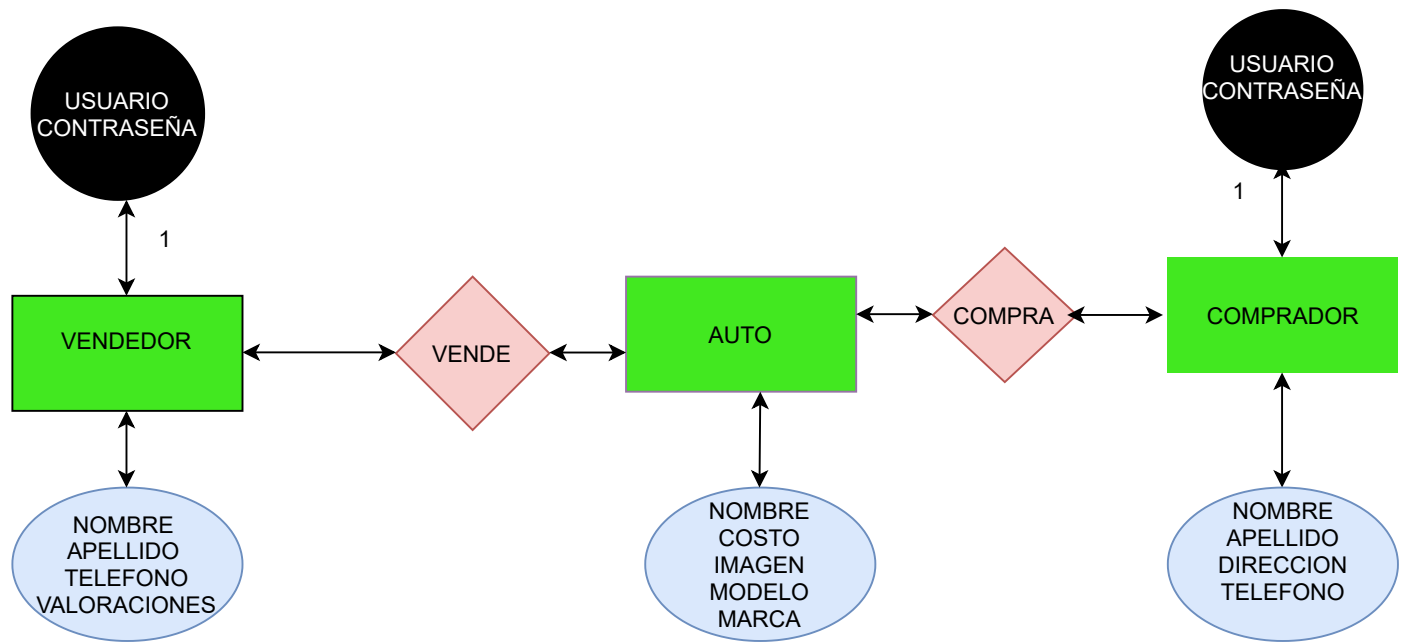 USUARIO
CONTRASEÑA
USUARIO
CONTRASEÑA
1
1
VENDEDOR
VENDE
AUTO
COMPRA
COMPRADOR
NOMBRE
APELLIDO
TELEFONO
VALORACIONES
NOMBRE
COSTO
IMAGEN
MODELO
MARCA
NOMBRE
APELLIDO
DIRECCION
TELEFONO